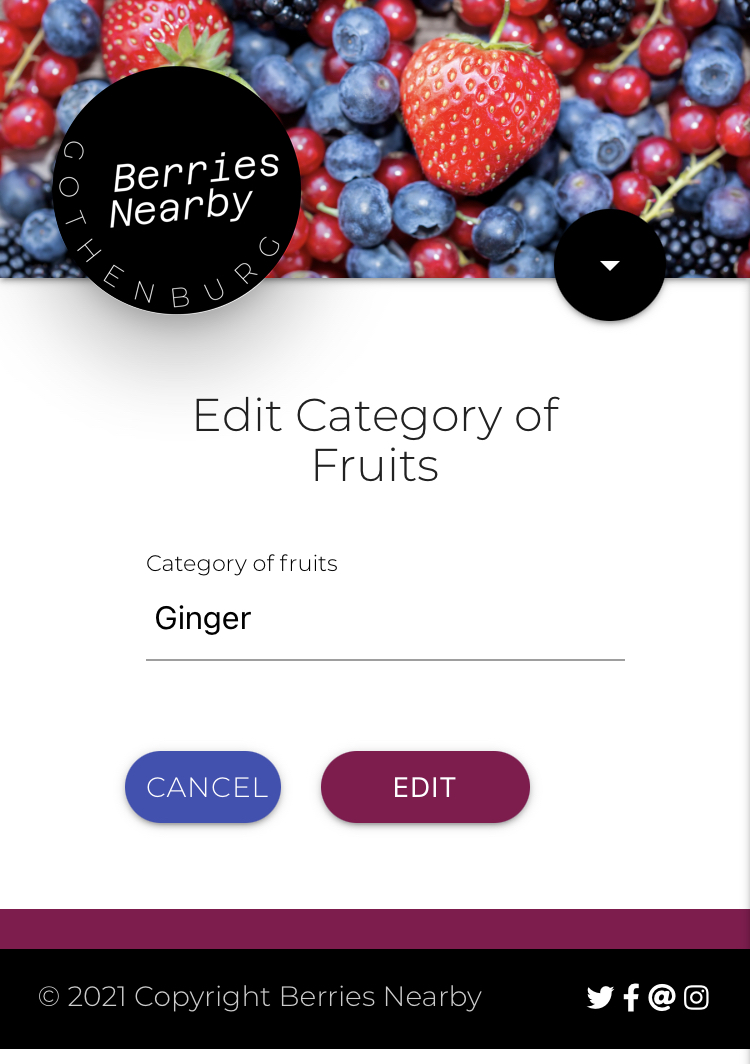 Berries
Nearby
GOTHENBURG
Edit Category of
Fruits
Category of fruits
Ginger
CANCEL
EDIT
© 2021 Copyright Berries Nearby